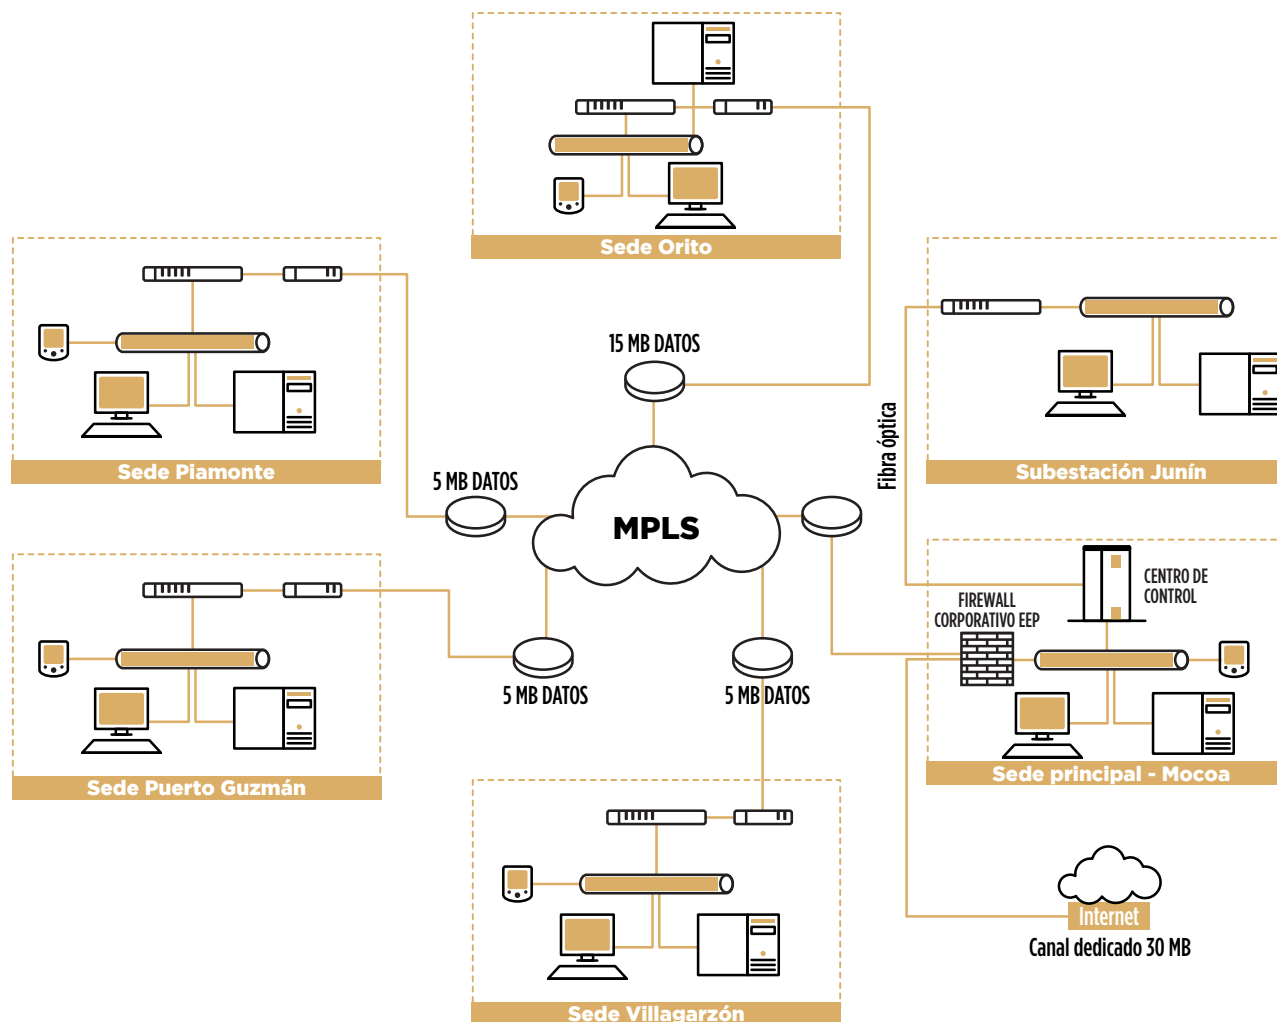 Sede Orito
Sede Piamonte
15 MB DATOS
5 MB DATOS
MPLS
Fibra óptica
Subestación Junín
CENTRO DE
CONTROL
FIREWALL
CORPORATIVO EEP
5 MB DATOS
5 MB DATOS
Sede Puerto Guzmán
Sede principal - Mocoa
Internet
Canal dedicado 30 MB
Sede Villagarzón